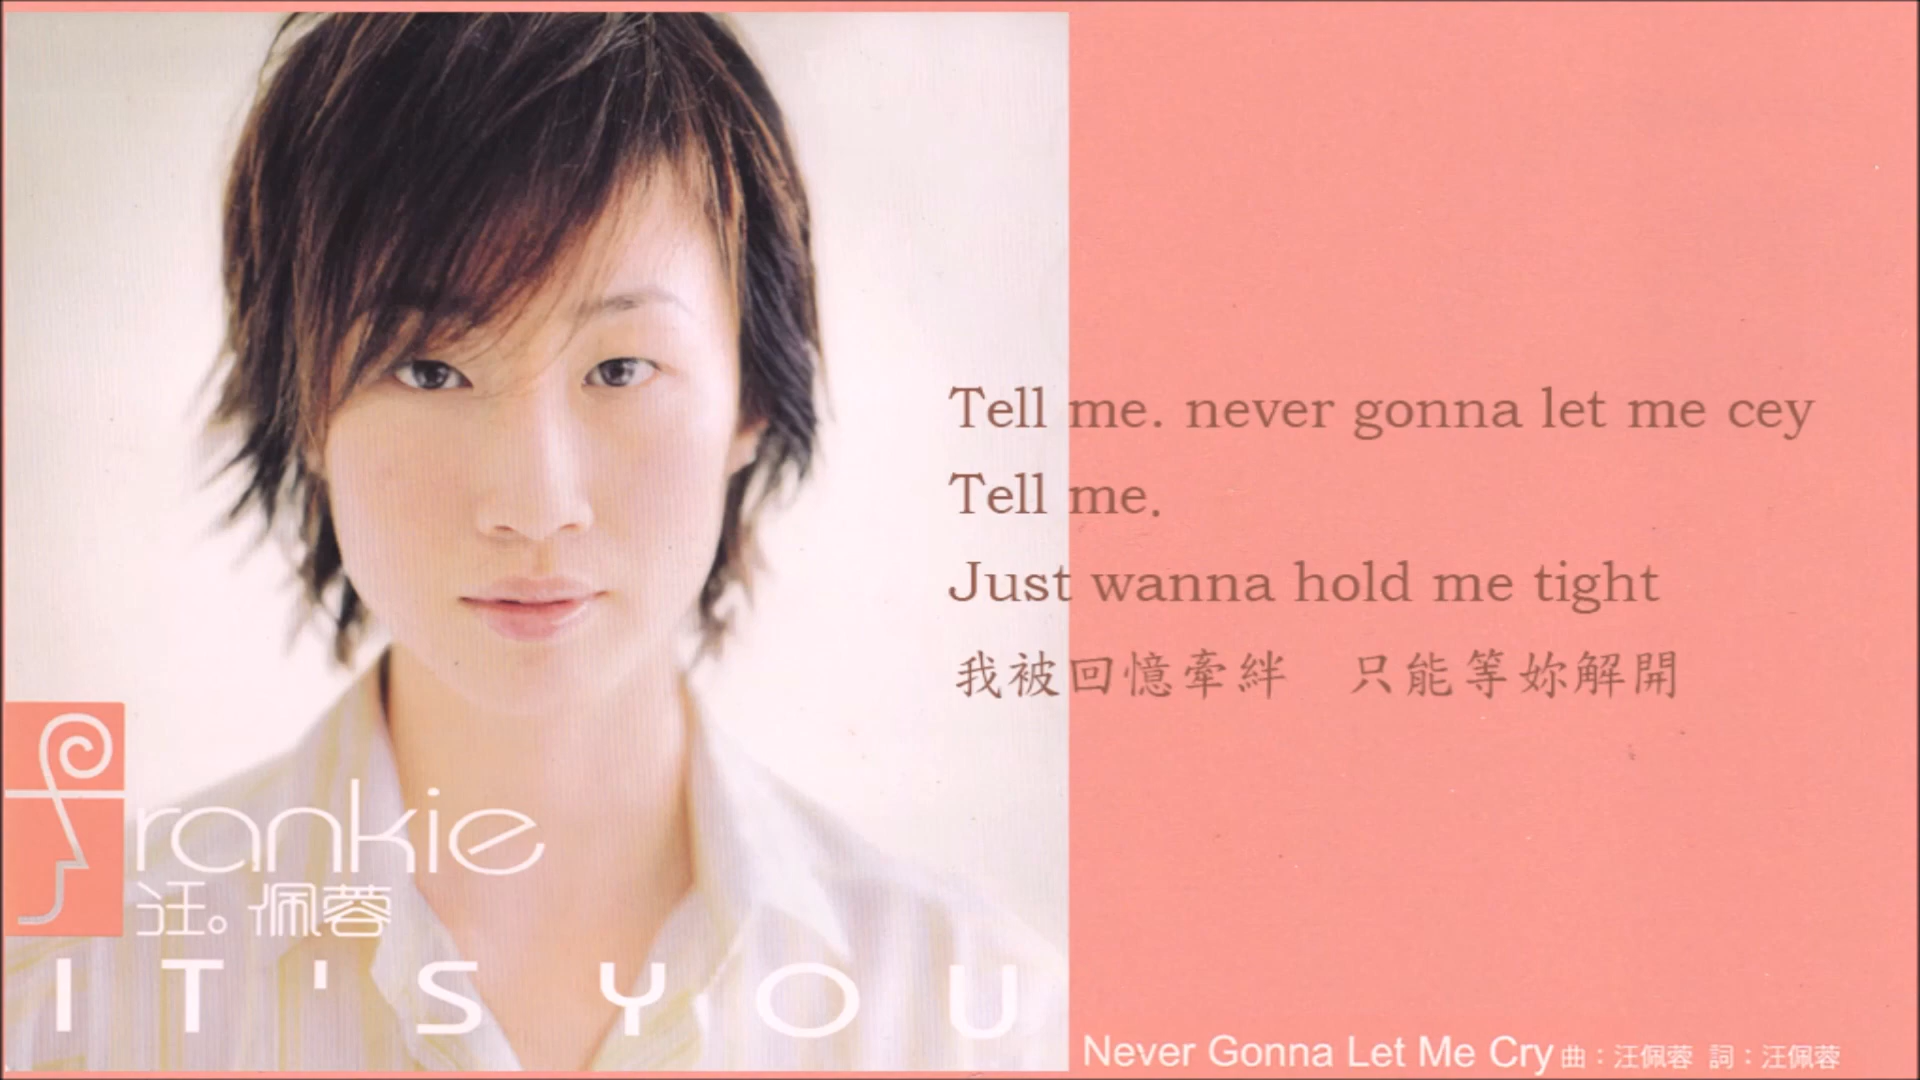 Tell me. never gonna let me cey
Tell me.
Just wanna hold me tight
我被回憶牽絆　只能等妳解開
frankie
汪。佩蓉
IT'S YOU
Never Gonna Let Me Cry 曲：汪佩蓉 詞：汪佩蓉